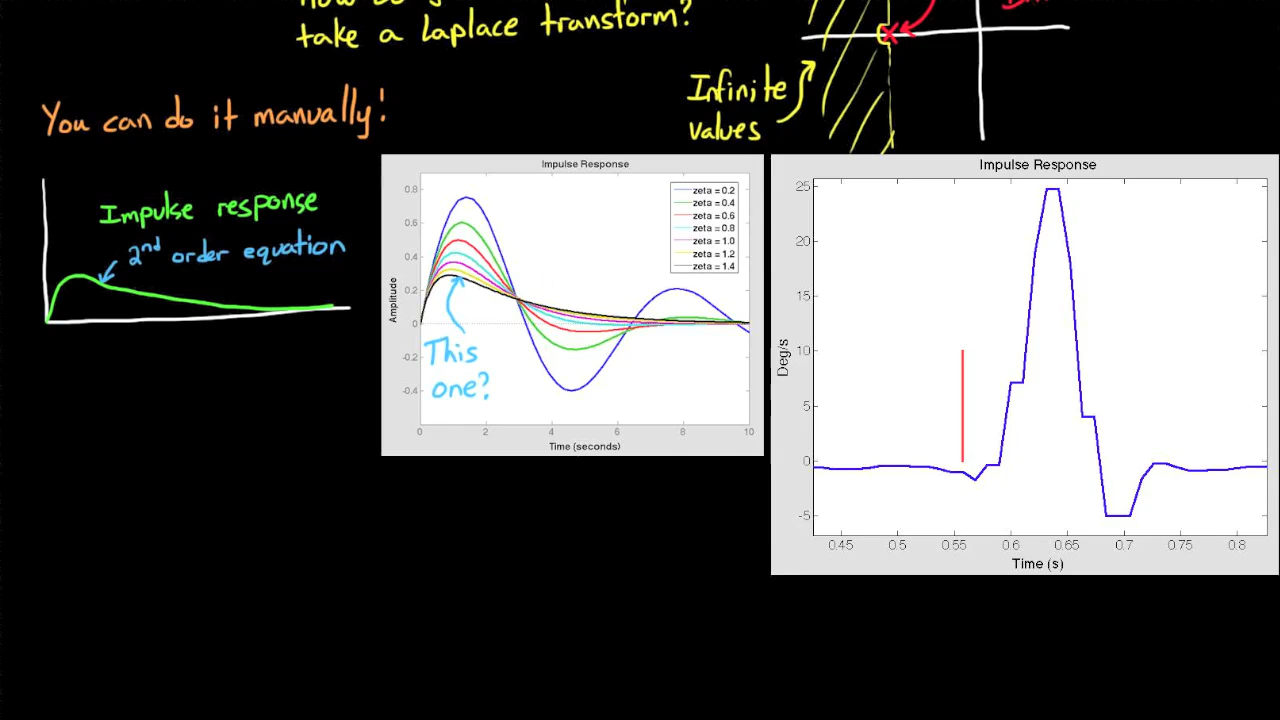 take a Laplace transform?
Infinite
values
You can do it manually!
Impulse response
2nd order equation
Impulse Response
Amplitude
0.8
0.6
0.4
0.2
0
-0.2
-0.4
zeta = 0.2
zeta = 0.4
zeta = 0.6
zeta = 0.8
zeta = 1.0
zeta = 1.2
zeta = 1.4
This
one?
0 2 4 6 8 10
Time (seconds)
Impulse Response
Deg/s
25
20
15
10
5
0
-5
0.45 0.5 0.55 0.6 0.65 0.7 0.75 0.8
Time (s)